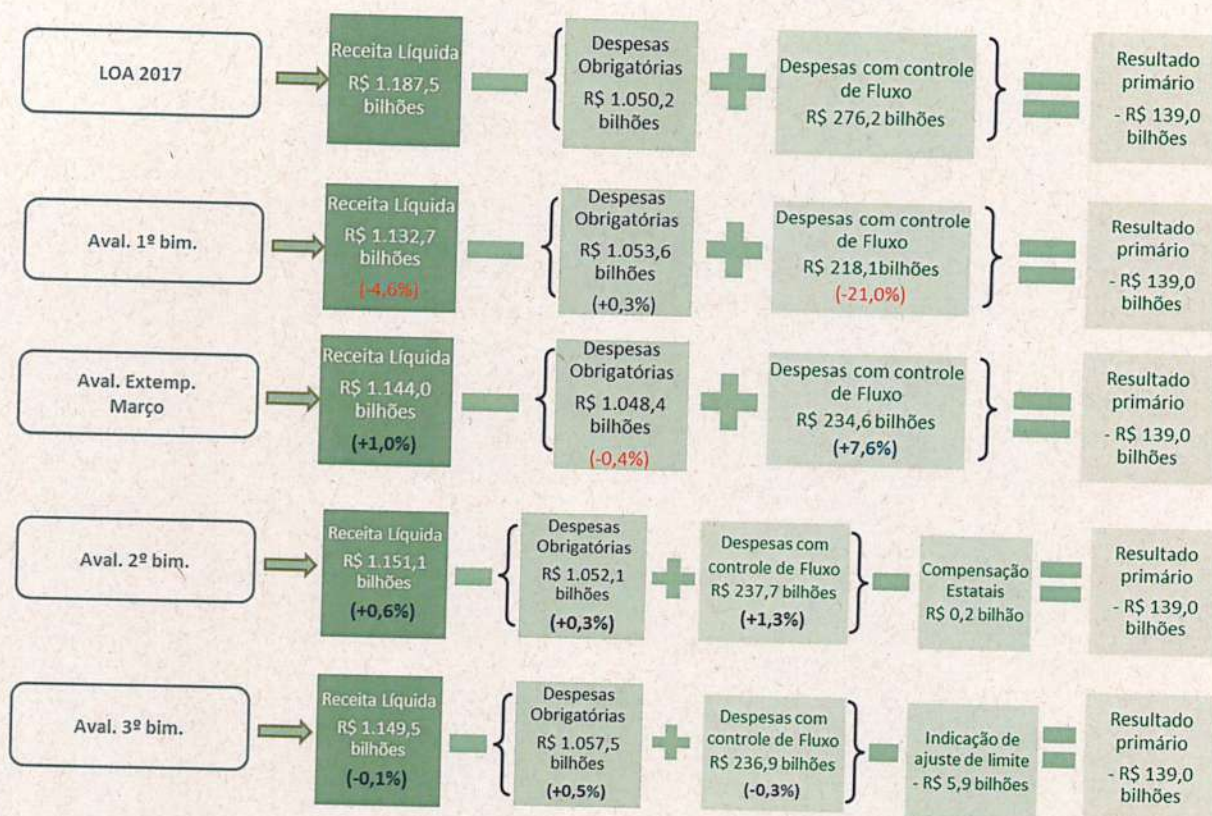 LOA 2017
Receita Líquida
R$ 1.187,5
bilhões
Despesas
Obrigatórias
R$ 1.050,2
bilhões
Despesas com controle
de Fluxo
R$ 276,2 bilhões
Resultado
primário
- R$ 139,0
bilhões
Aval. 1º bim.
Receita Líquida
R$ 1.132,7
bilhões
(-4,6%)
Despesas
Obrigatórias
R$ 1.053,6
bilhões
(+0,3%)
Despesas com controle
de Fluxo
R$ 218,1bilhões
(-21,0%)
Resultado
primário
- R$ 139,0
bilhões
Aval. Extemp.
Março
Receita Líquida
R$ 1.144,0
bilhões
(+1,0%)
Despesas
Obrigatórias
R$ 1.048,4
bilhões
(-0,4%)
Despesas com controle
de Fluxo
R$ 234,6 bilhões
(+7,6%)
Resultado
primário
- R$ 139,0
bilhões
Aval. 2º bim.
Receita Líquida
R$ 1.151,1
bilhões
(+0,6%)
Despesas
Obrigatórias
R$ 1.052,1
bilhões
(+0,3%)
Despesas com
controle de Fluxo
R$ 237,7 bilhões
(+1,3%)
Compensação
Estatais
R$ 0,2 bilhão
Resultado
primário
- R$ 139,0
bilhões
Aval. 3º bim.
Receita Líquida
R$ 1.149,5
bilhões
(-0,1%)
Despesas
Obrigatórias
R$ 1.057,5
bilhões
(+0,5%)
Despesas com
controle de Fluxo
R$ 236,9 bilhões
(-0,3%)
Indicação de
ajuste de limite
- R$ 5,9 bilhões
Resultado
primário
- R$ 139,0
bilhões